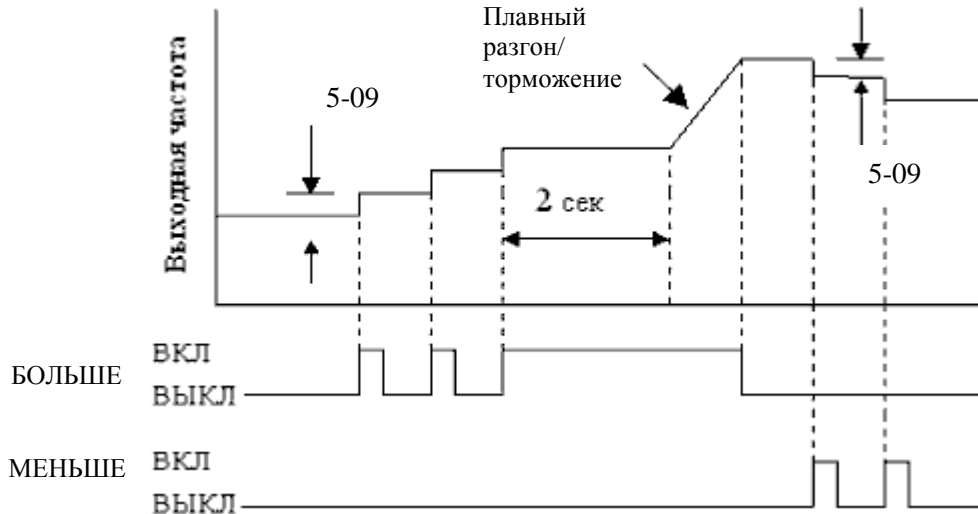 Плавный
разгон/
торможение
Выходная частота
5-09
5-09
2 сек
БОЛЬШЕ
ВКЛ
ВЫКЛ
МЕНЬШЕ
ВКЛ
ВЫКЛ